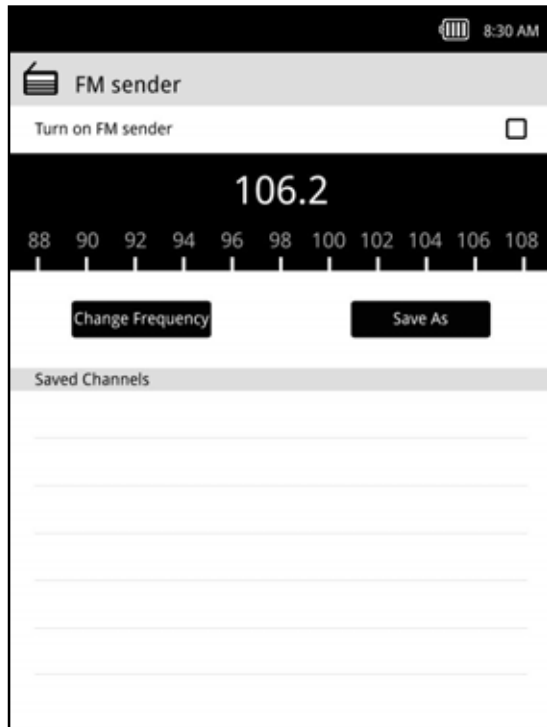 8:30 AM
FM sender
Turn on FM sender
106.2
88 90 92 94 96 98 100 102 104 106 108
Change Frequency Save As
Saved Channels